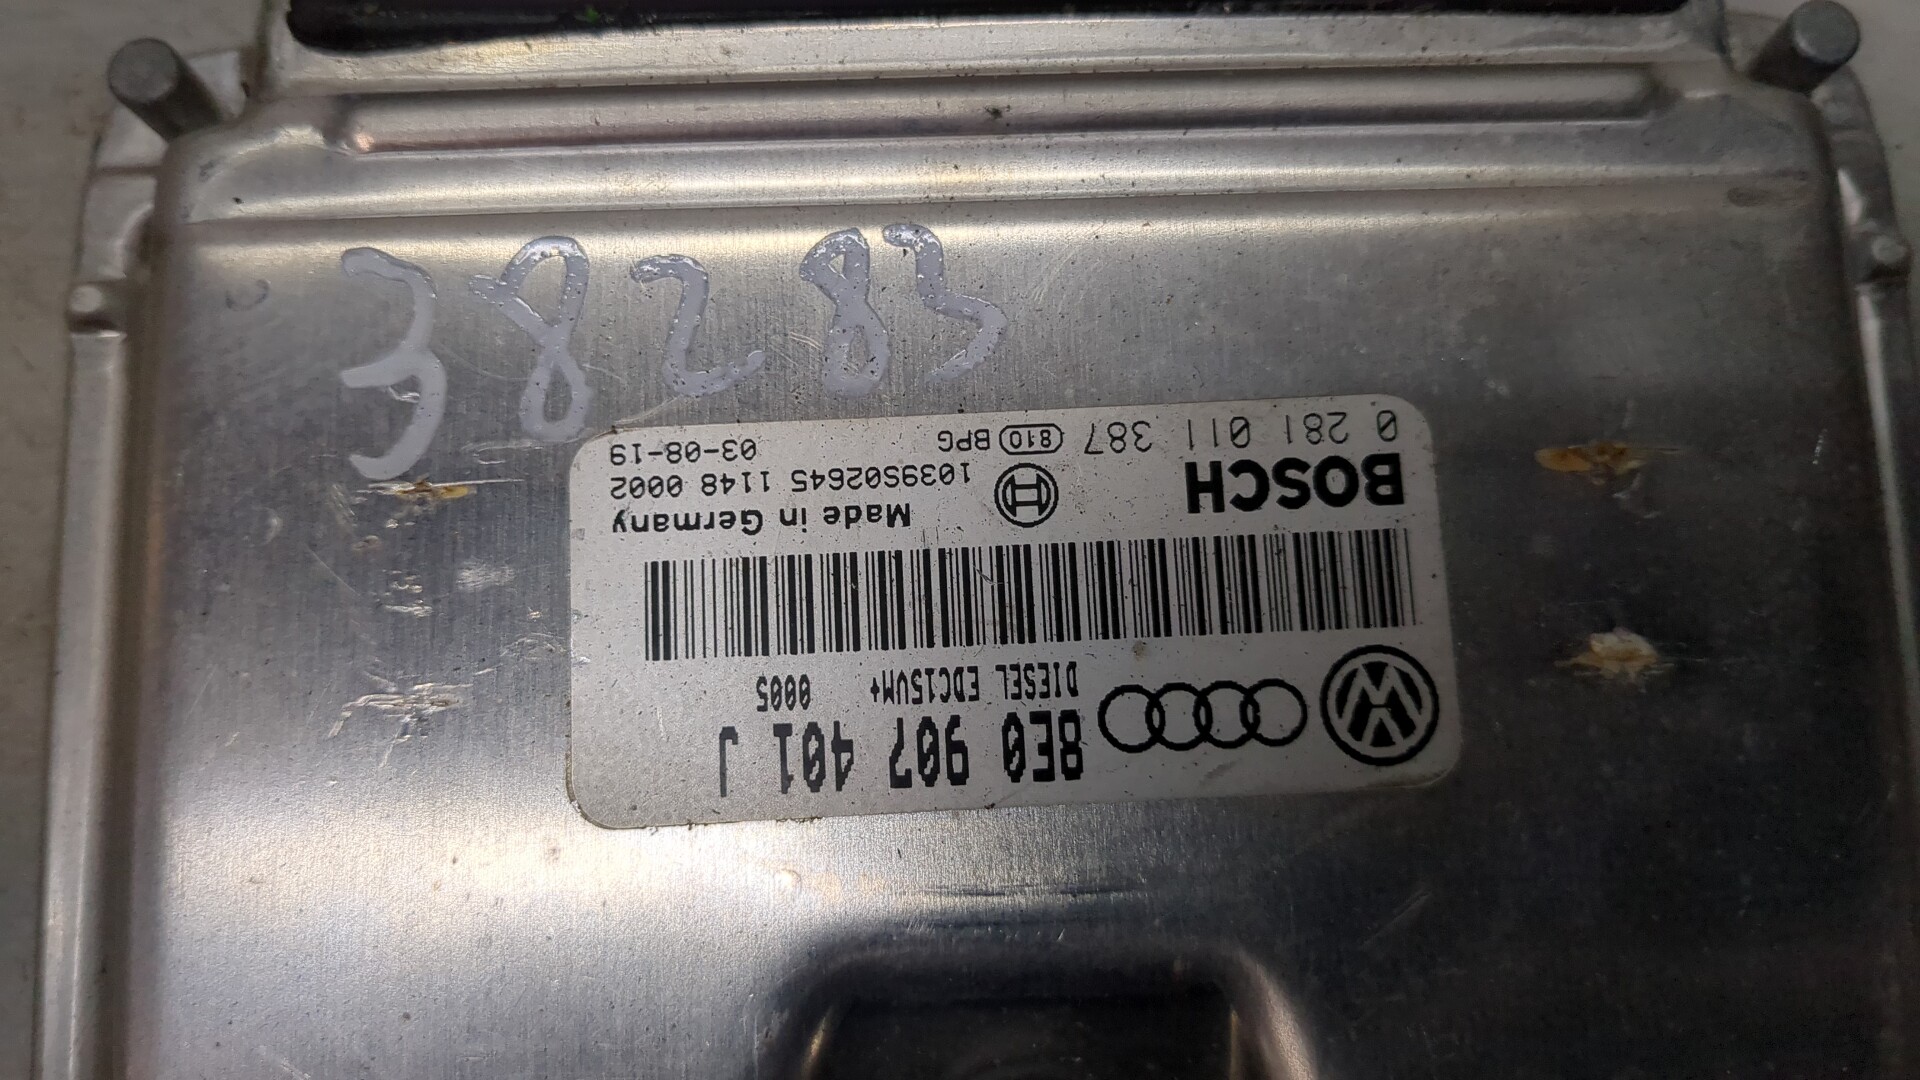 38283
0 281 011 387 810 BPG 03-08-19
BOSCH 1039S02645 1148 0002
Made in Germany
DIESEL EDC15VM+ 0005
8E0 907 401 J